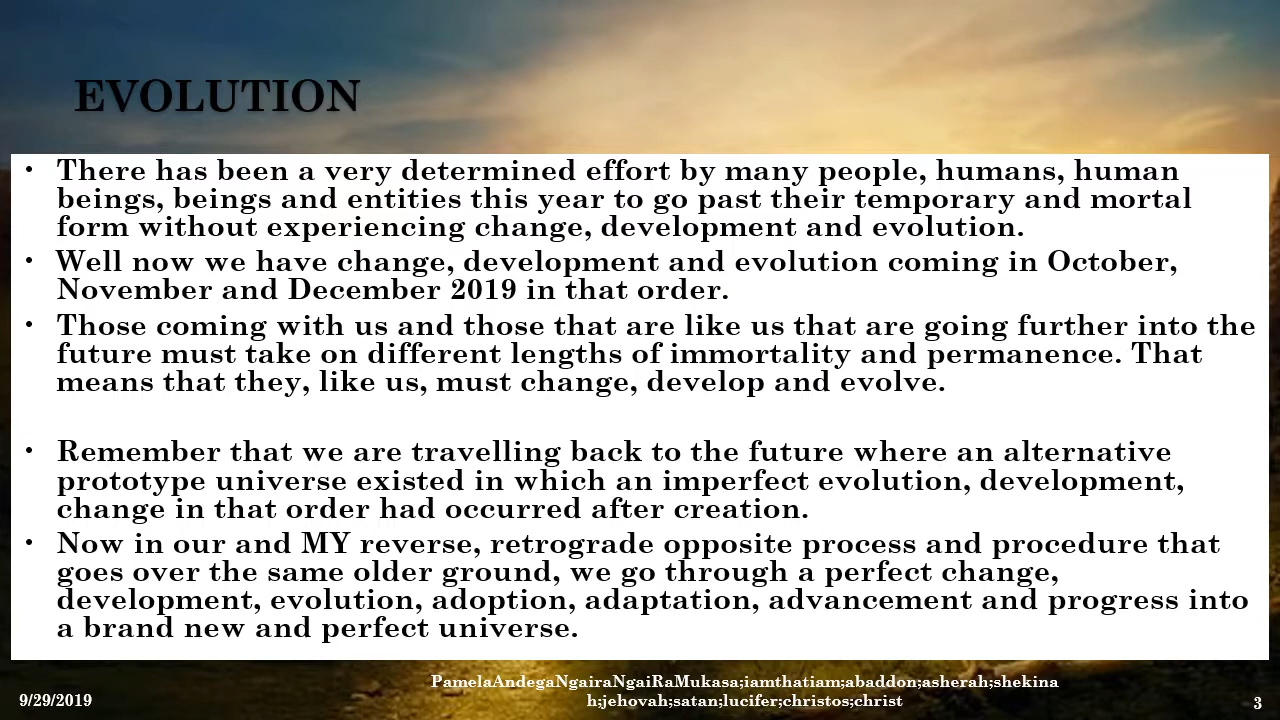 EVOLUTION
• There has been a very determined effort by many people, humans, human
beings, beings and entities this year to go past their temporary and mortal
form without experiencing change, development and evolution.
• Well now we have change, development and evolution coming in October,
November and December 2019 in that order.
• Those coming with us and those that are like us that are going further into the
future must take on different lengths of immortality and permanence. That
means that they, like us, must change, develop and evolve.
• Remember that we are travelling back to the future where an alternative
prototype universe existed in which an imperfect evolution, development,
change in that order had occurred after creation.
• Now in our and MY reverse, retrograde opposite process and procedure that
goes over the same older ground, we go through a perfect change,
development, evolution, adoption, adaptation, advancement and progress into
a brand new and perfect universe.
9/29/2019
PamelaAndegaNgairaNgaiRaMukasa;iamthatiam;abaddon;asherah;shekina
h;jehovah;satan;lucifer;christos;christ
3